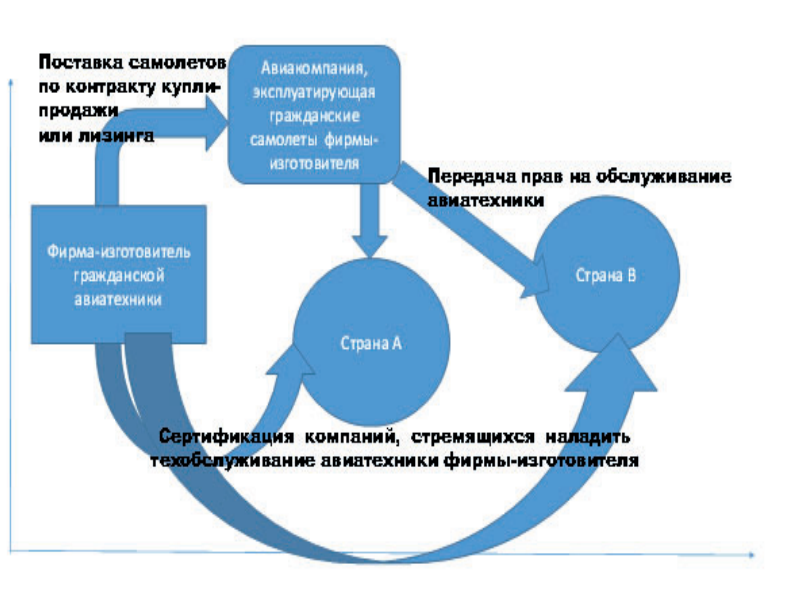 Поставка самолетов
по контракту купли-
продажи
или лизинга
Авиакомпания,
эксплуатирующая
гражданские
самолеты фирмы-
изготовителя
Передача прав на обслуживание
авиатехники
Фирма-изготовитель
гражданской
авиатехники
Страна В
Страна А
Сертификация компаний, стремящихся наладить
техобслуживание авиатехники фирмы-изготовителя